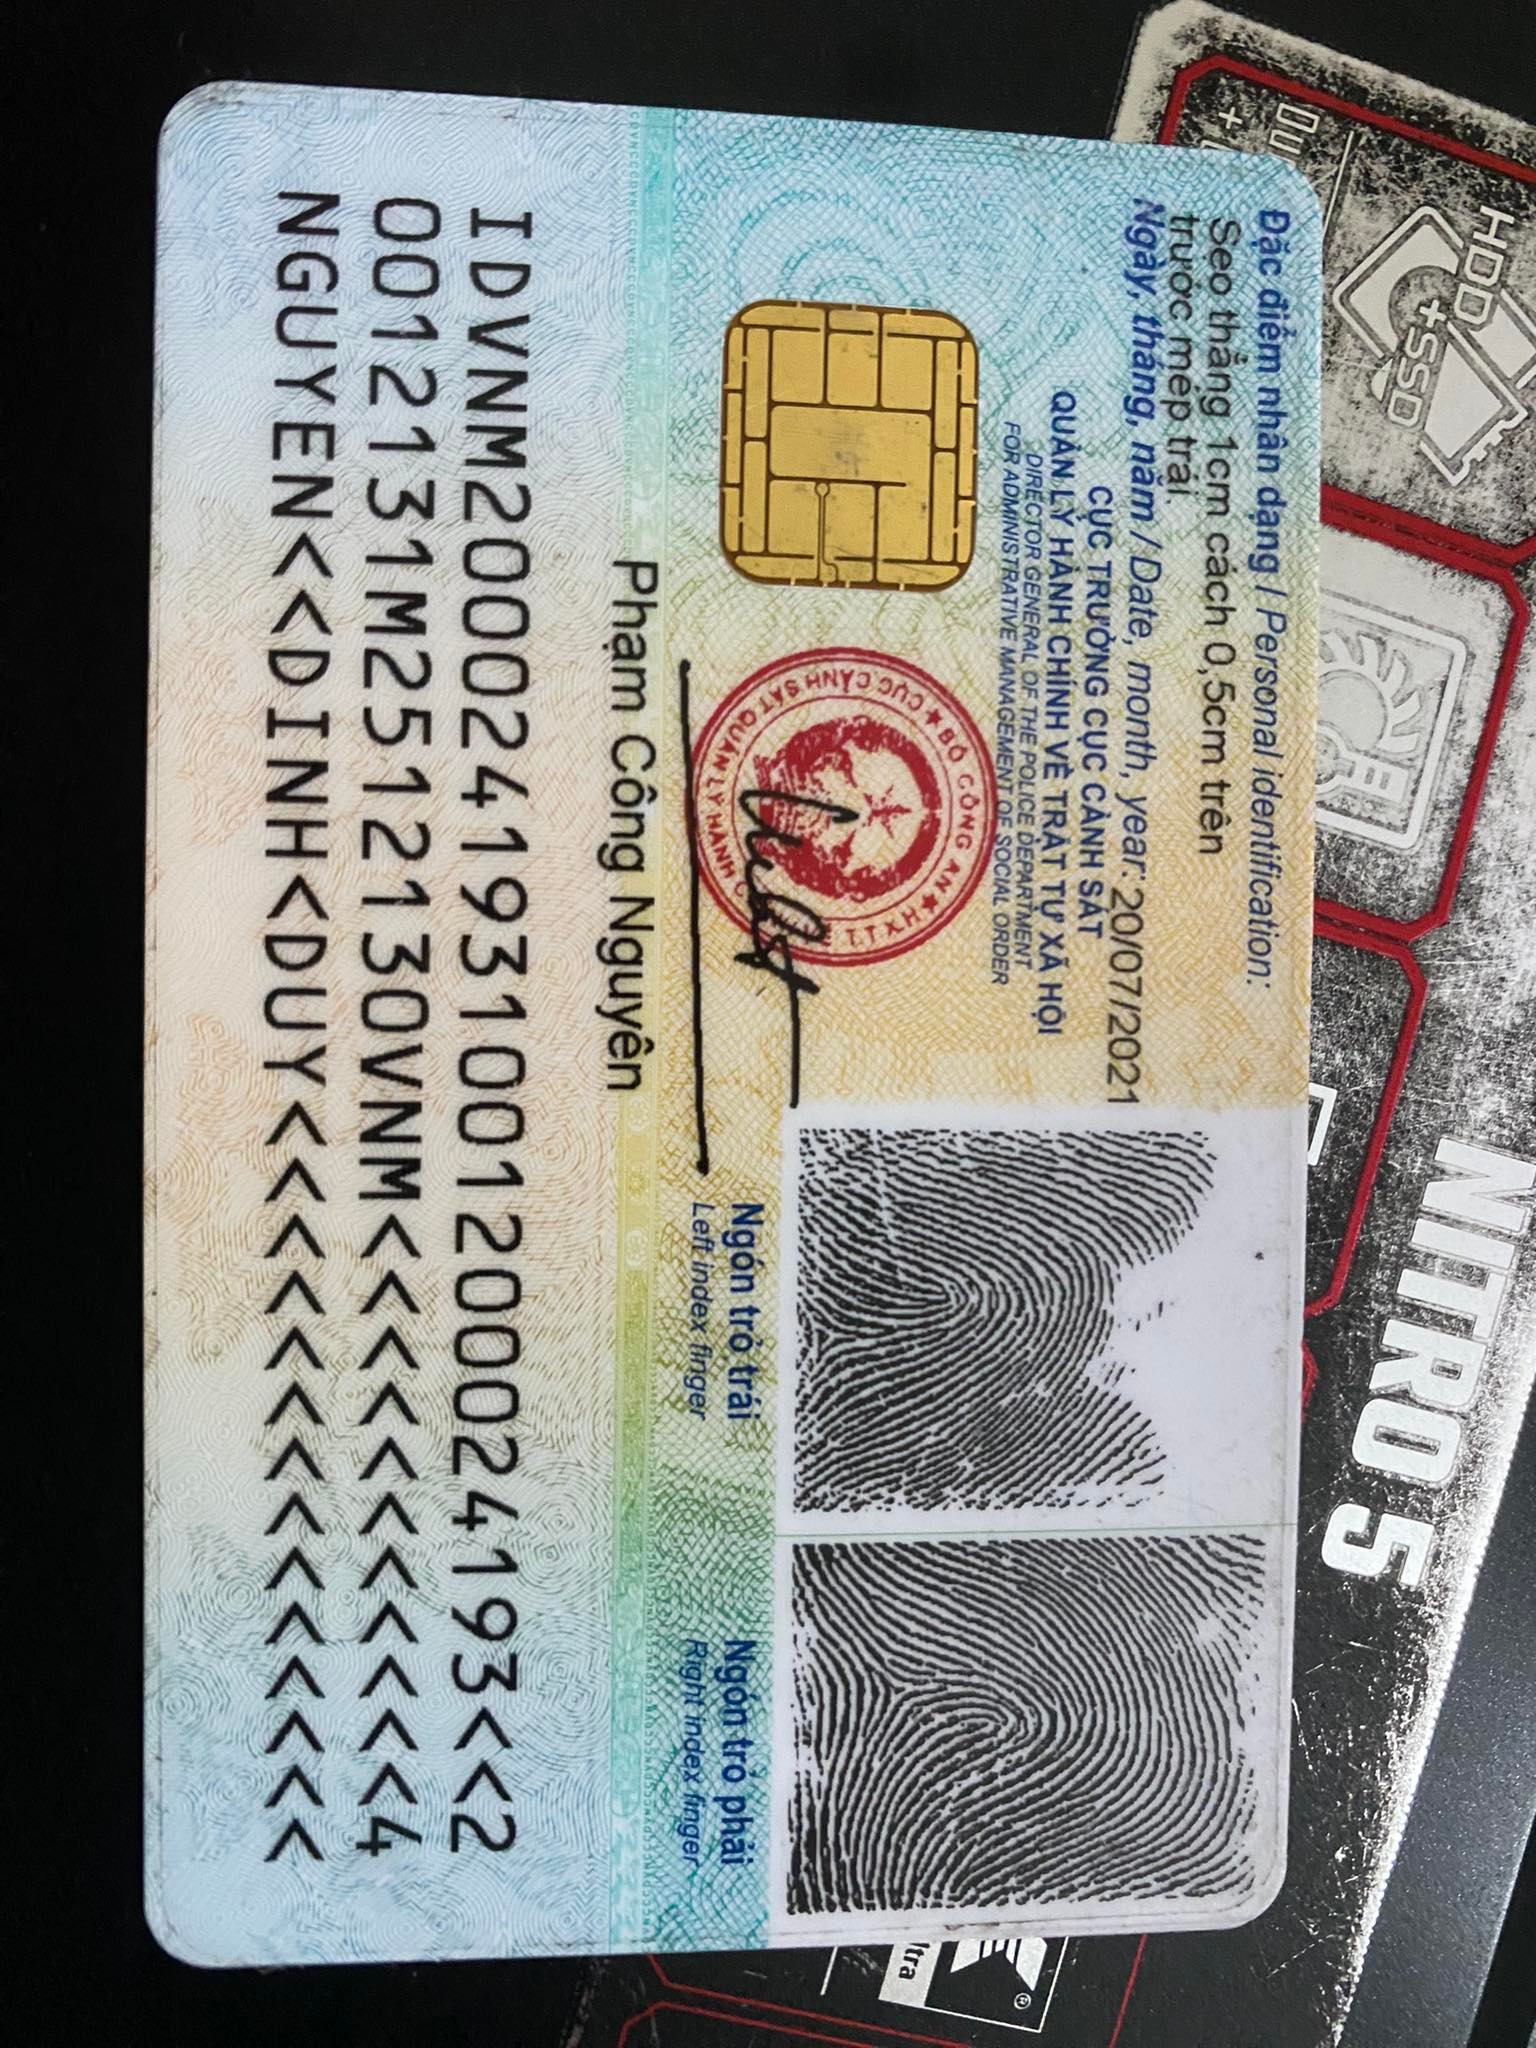 Đặc điểm nhân dạng / Personal identification:
Sẹo thẳng 1cm cách 0,5cm trên
trước mép trái.
Ngày, tháng, năm / Date, month, year: 20/07/2021
CỤC TRƯỞNG CỤC CẢNH SÁT
QUẢN LÝ HÀNH CHÍNH VỀ TRẬT TỰ XÃ HỘI
DIRECTOR GENERAL OF THE POLICE DEPARTMENT
FOR ADMINISTRATIVE MANAGEMENT OF SOCIAL ORDER
BỘ CÔNG AN
CỤC CẢNH SÁT QUẢN LÝ HÀNH
T.T.X.H
Phạm Công Nguyên
Ngón trỏ trái
Left index finger
Ngón trỏ phải
Right index finger
IDVNM2000241931001200024193<<2
0012131M2512130VNM<<<<<<<<<<<4
NGUYEN<<DINH<DUY<<<<<<<<<<<<<<
HDD
+SSD
NITRO 5